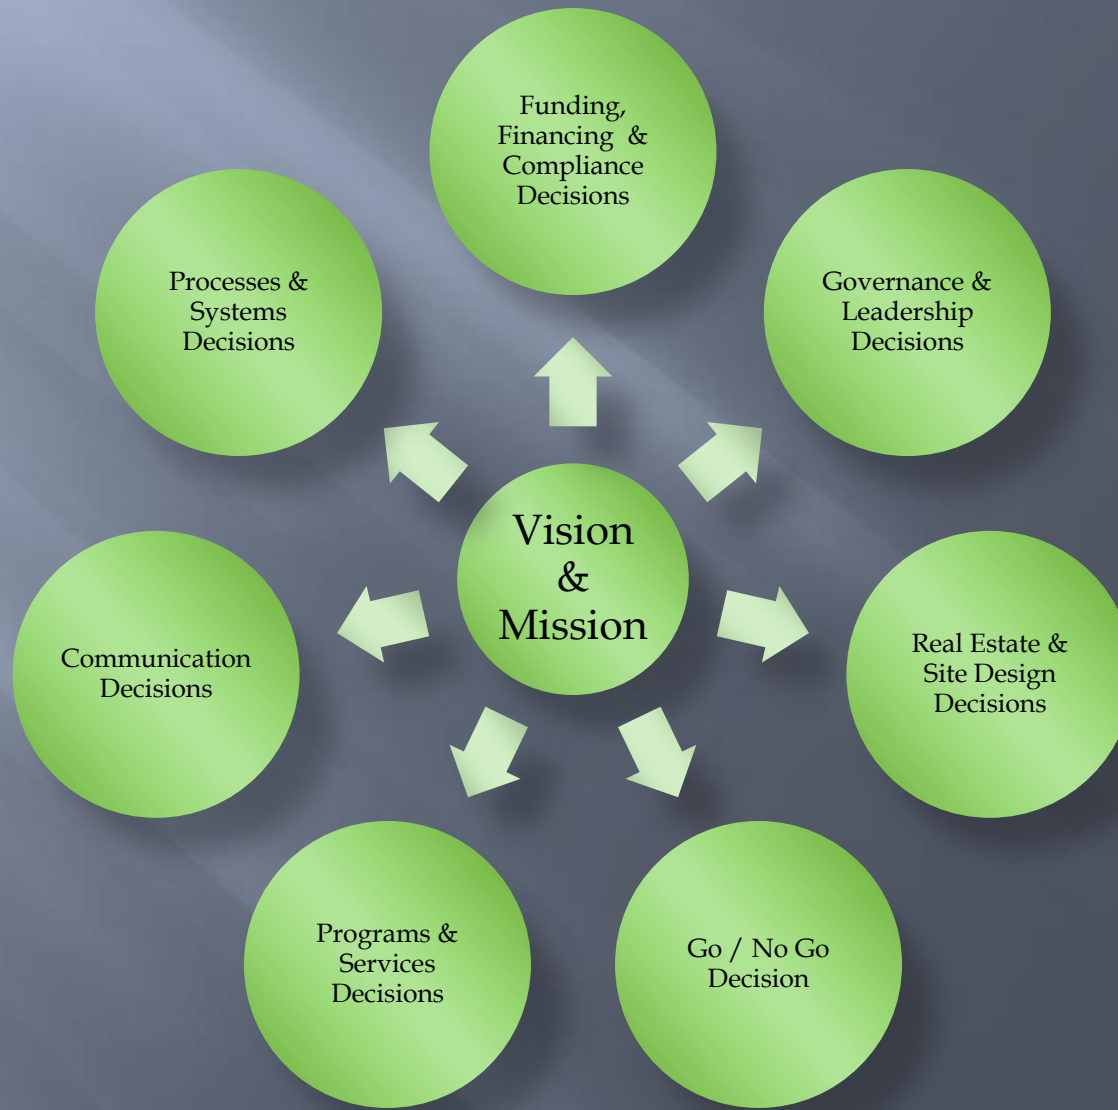 Funding,
Financing &
Compliance
Decisions
Governance &
Leadership
Decisions
Real Estate &
Site Design
Decisions
Go / No Go
Decision
Programs &
Services
Decisions
Communication
Decisions
Processes &
Systems
Decisions
Vision
&
Mission